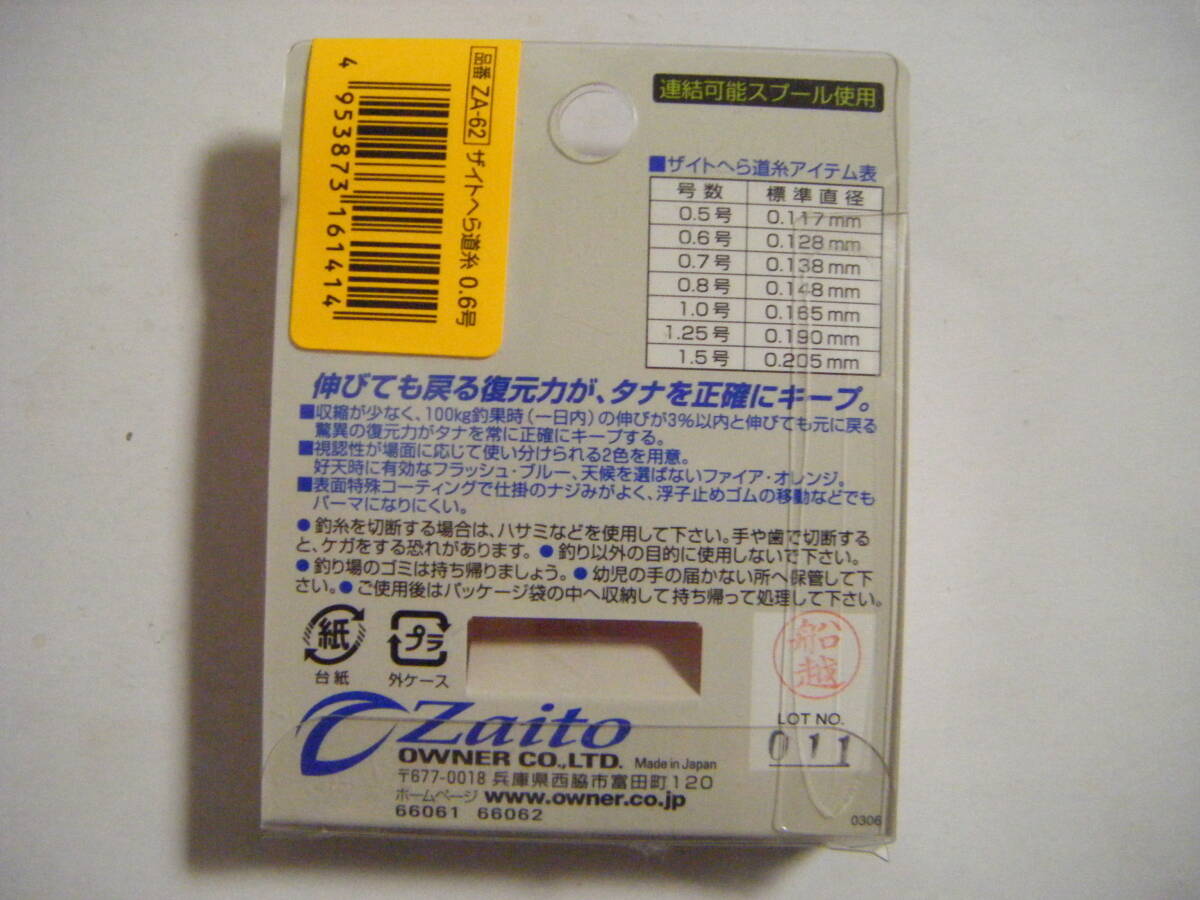 品番 ZA-62 ザイトへら道糸 0.6号
4 953873 161414
連結可能スプール使用
■ザイトへら道糸アイテム表
号数 標準直径
0.5号 0.117mm
0.6号 0.128mm
0.7号 0.138mm
0.8号 0.148mm
1.0号 0.165mm
1.25号 0.190mm
1.5号 0.205mm
伸びても戻る復元力が、タナを正確にキープ。
■収縮が少なく、100kg釣果時(一日内)の伸びが3%以内と伸びても元に戻る
驚異の復元力がタナを常に正確にキープする。
■視認性が場面に応じて使い分けられる2色を用意。
好天時に有効なフラッシュ・ブルー、天候を選ばないファイア・オレンジ。
■表面特殊コーティングで仕掛のナジみがよく、浮子止めゴムの移動などでも
パーマになりにくい。
●釣糸を切断する場合は、ハサミなどを使用して下さい。手や歯で切断する
と、ケガをする恐れがあります。●釣り以外の目的に使用しないで下さい。
●釣り場のゴミは持ち帰りましょう。●幼児の手の届かない所へ保管して下
さい。●ご使用後はパッケージ袋の中へ収納して持ち帰って処理して下さい。
紙
台紙
プラ
外ケース
船越
LOT NO.
011
Zaito
OWNER CO.,LTD. Made in Japan
〒677-0018 兵庫県西脇市富田町120
ホームページ www.owner.co.jp
66061 66062
0306